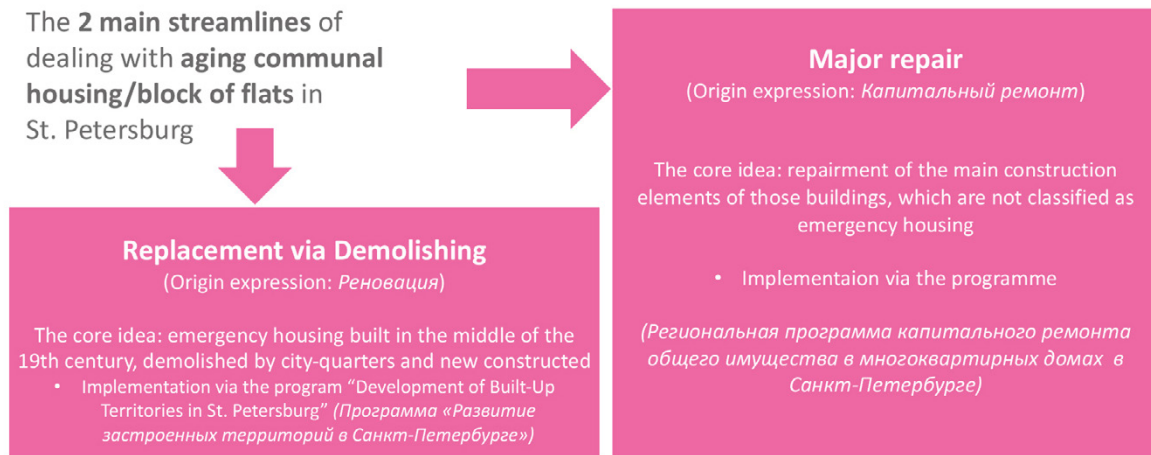 The 2 main streamlines of
dealing with aging communal
housing/block of flats in
St. Petersburg
Replacement via Demolishing
(Origin expression: Реновация)
The core idea: emergency housing built in the middle of the
19th century, demolished by city-quarters and new constructed
• Implementation via the program “Development of Built-Up
Territories in St. Petersburg” (Программа «Развитие
застроенных территорий в Санкт-Петербурге»)
Major repair
(Origin expression: Капитальный ремонт)
The core idea: repairment of the main construction
elements of those buildings, which are not classified as
emergency housing
• Implementaion via the programme
(Региональная программа капитального ремонта
общего имущества в многоквартирных домах в
Санкт-Петербурге)